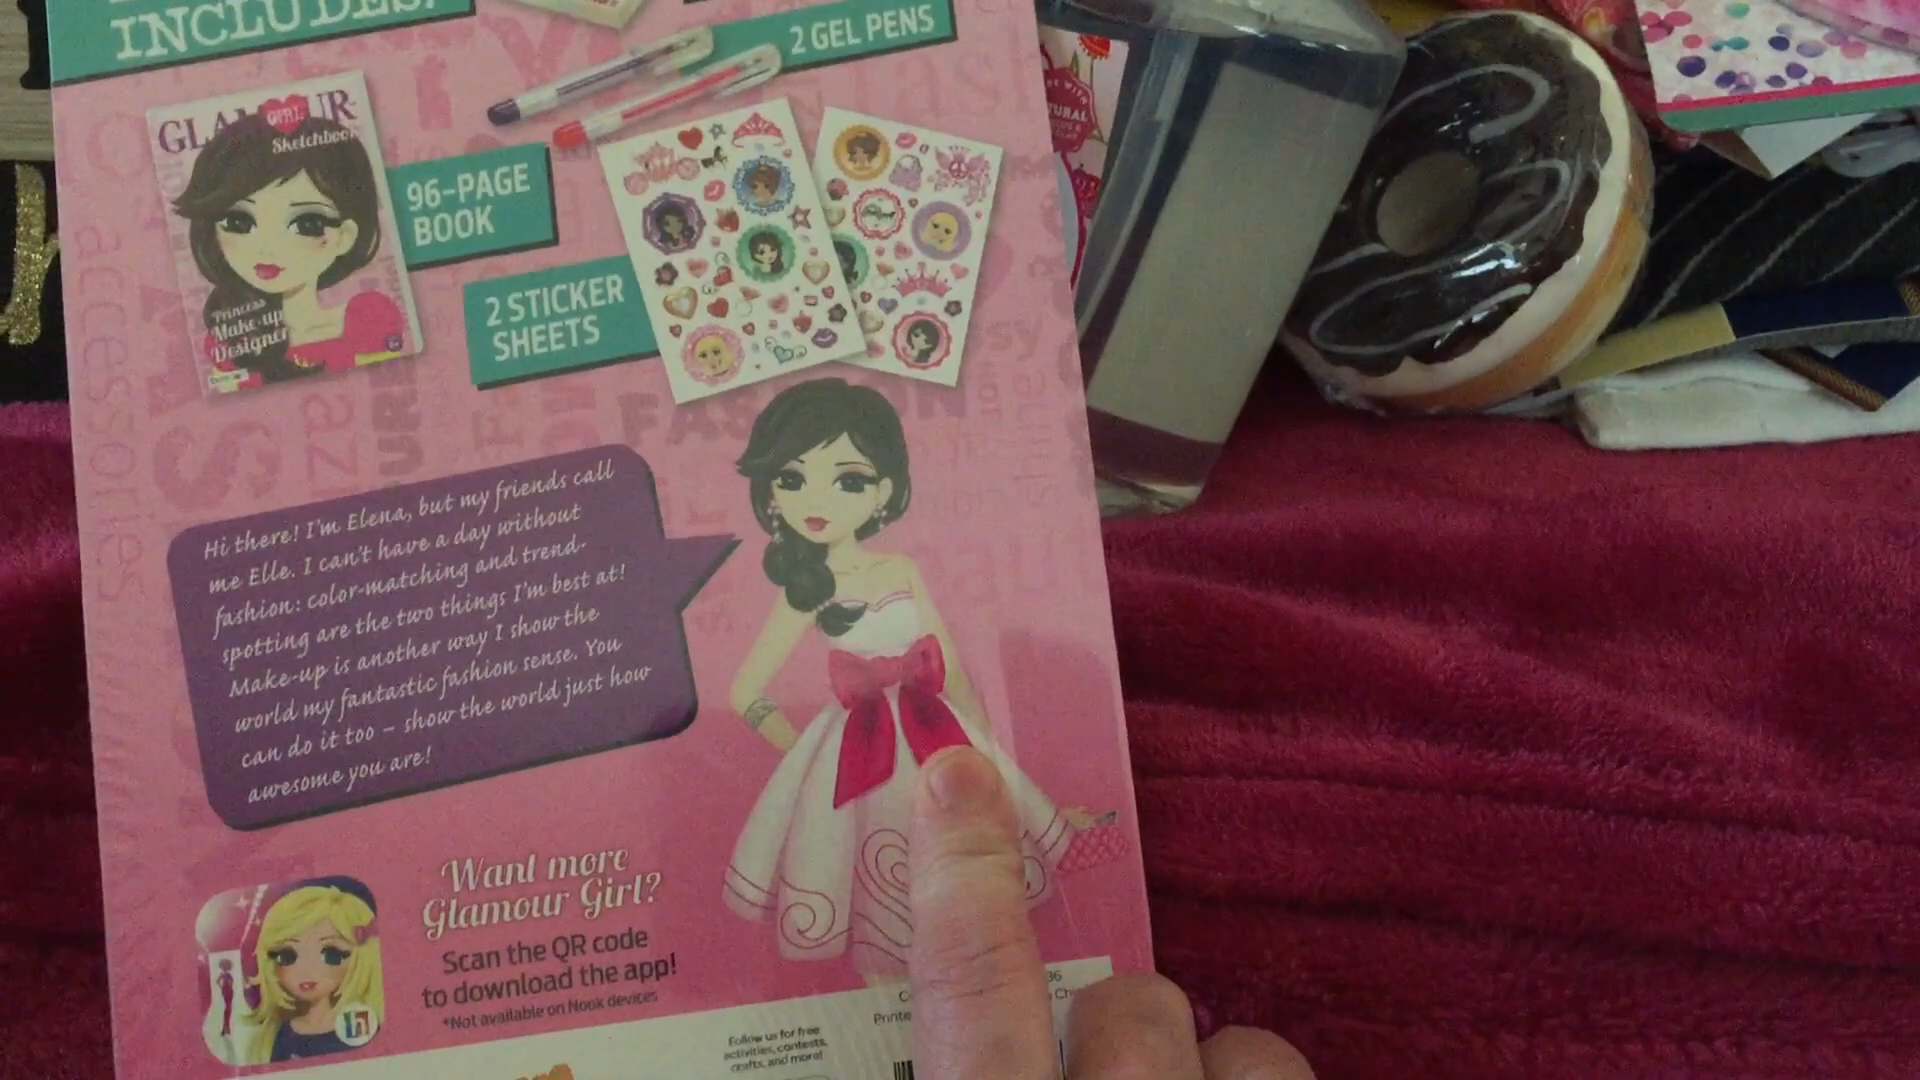 INCLUDES:
2 GEL PENS
GLAMOUR
GIRL
Sketchbook
Princess
Make-up
Designer
96-PAGE
BOOK
2 STICKER
SHEETS
FASHION
accessories
Hi there! I'm Elena, but my friends call
me Elle. I can't have a day without
fashion: color-matching and trend-
spotting are the two things I'm best at!
Make-up is another way I show the
world my fantastic fashion sense. You
can do it too – show the world just how
awesome you are!
Want more
Glamour Girl?
Scan the QR code
to download the app!
*Not available on Nook devices
h
Follow us for free
activities, contests,
crafts, and more!
36
Printe